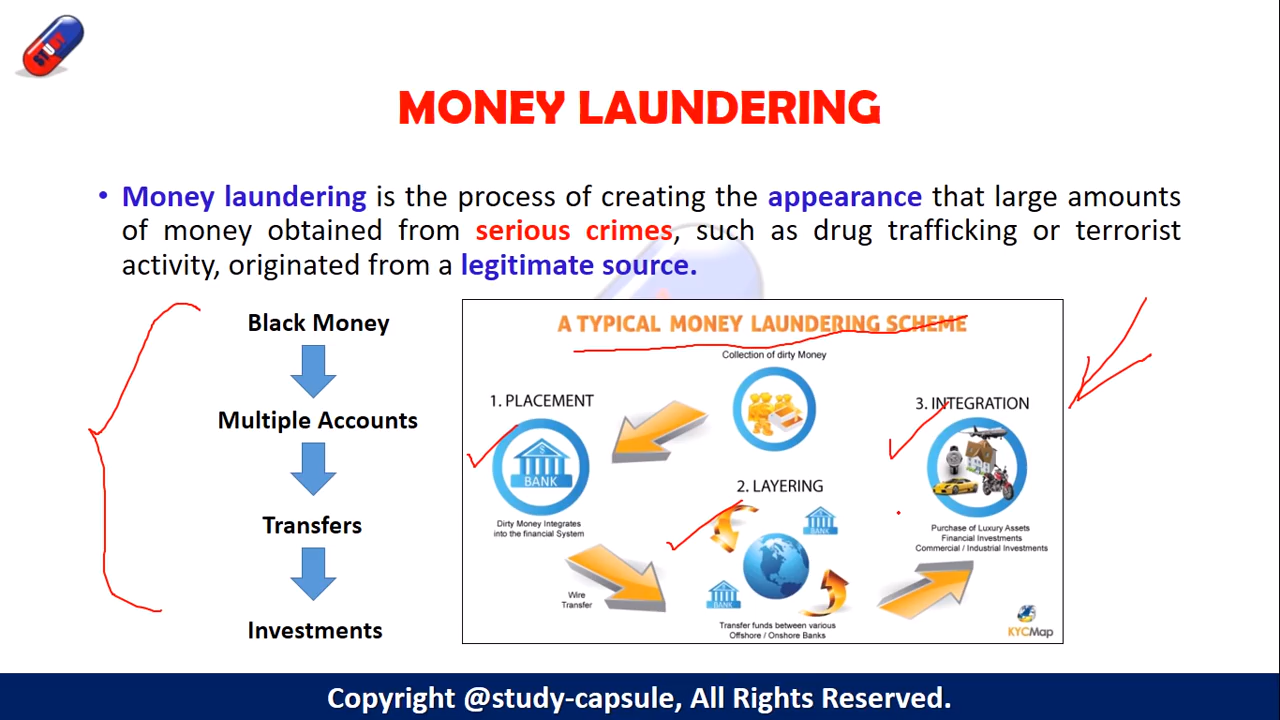 STUDY
MONEY LAUNDERING
• Money laundering is the process of creating the appearance that large amounts
of money obtained from serious crimes, such as drug trafficking or terrorist
activity, originated from a legitimate source.
Black Money
Multiple Accounts
Transfers
Investments
A TYPICAL MONEY LAUNDERING SCHEME
Collection of dirty Money
1. PLACEMENT
BANK
Dirty Money Integrates
into the financial System
Wire
Transfer
2. LAYERING
BANK
BANK
Transfer funds between various
Offshore / Onshore Banks
3. INTEGRATION
Purchase of Luxury Assets
Financial Investments
Commercial / Industrial Investments
KYCMap
Copyright @study-capsule, All Rights Reserved.